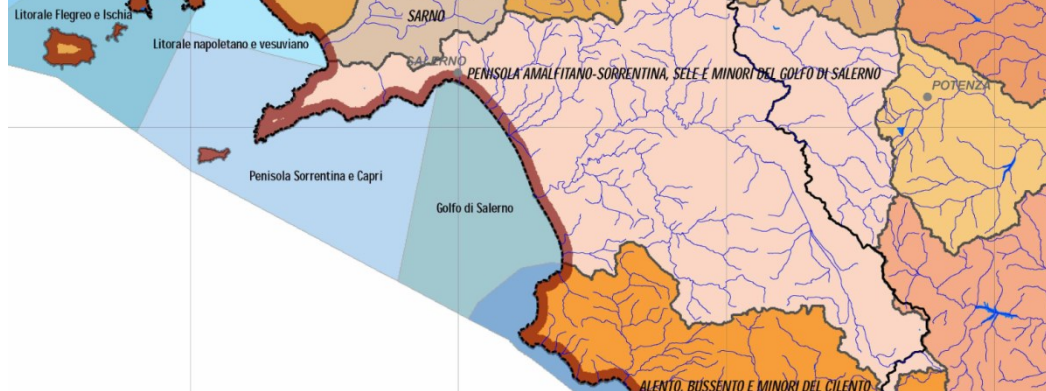 Litorale Flegreo e Ischia
SARNO
Litorale napoletano e vesuviano
SALERNO
PENISOLA AMALFITANO-SORRENTINA, SELE E MINORI DEL GOLFO DI SALERNO
POTENZA
Penisola Sorrentina e Capri
Golfo di Salerno
ALENTO, BUSSENTO E MINORI DEL CILENTO